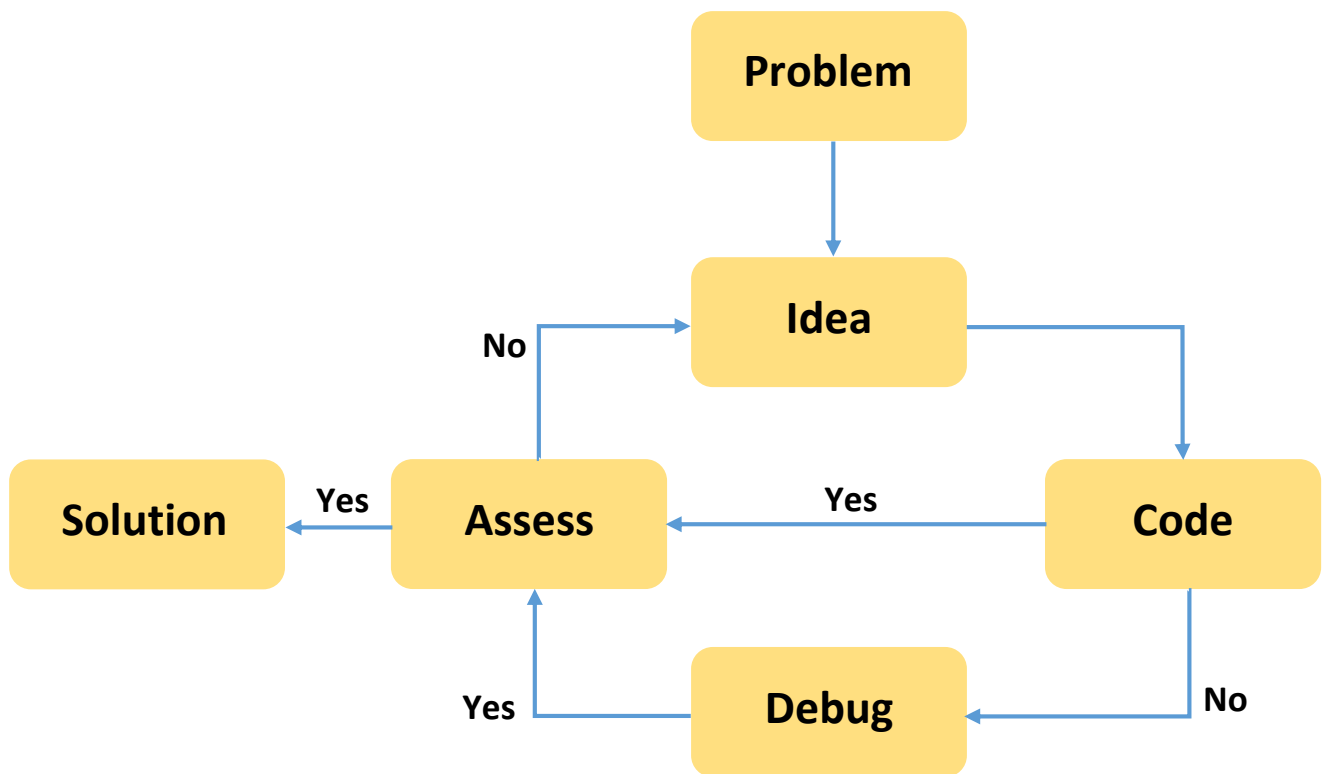 Problem
Idea
No
Solution
Yes
Assess
Yes
Code
Yes
Debug
No